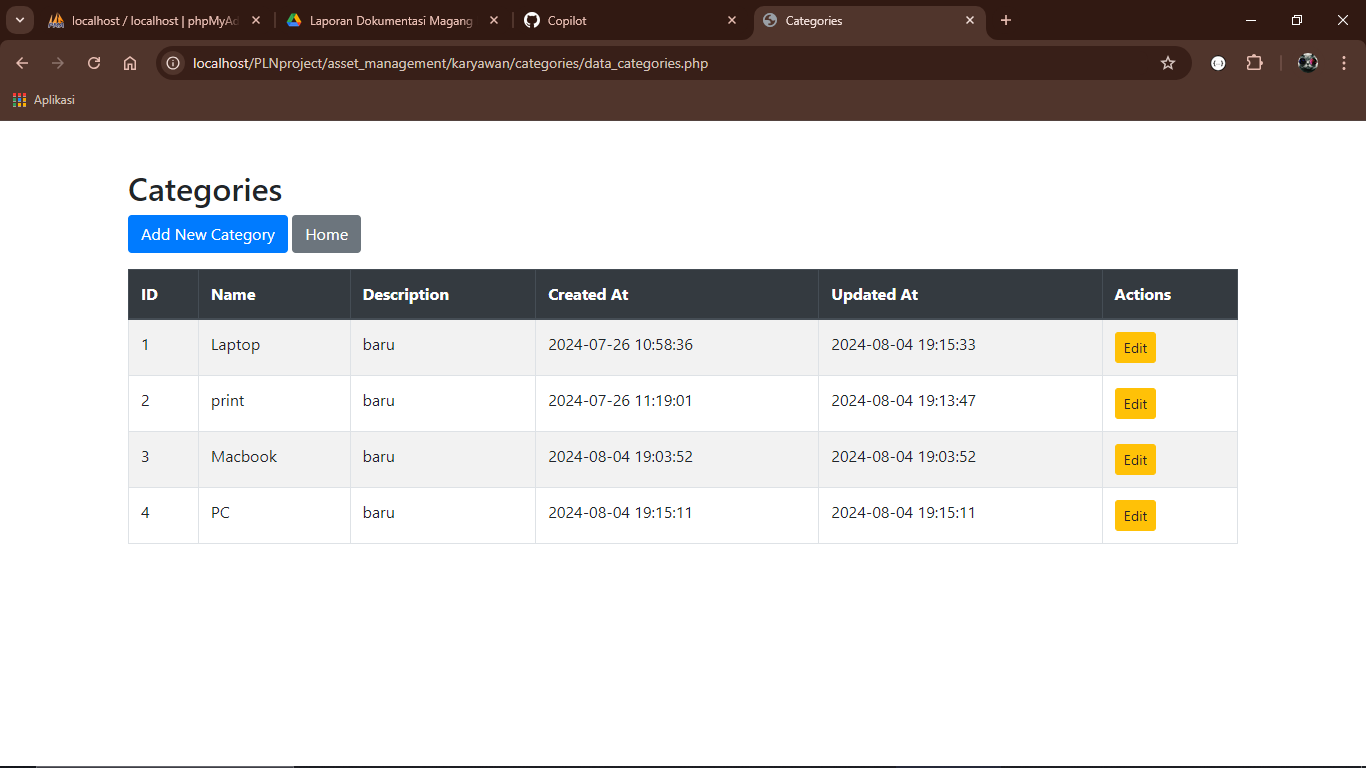 localhost / localhost | phpMyAd
Laporan Dokumentasi Magang
Copilot
Categories
localhost/PLNproject/asset_management/karyawan/categories/data_categories.php
Aplikasi
Categories
Add New Category Home
ID Name Description Created At Updated At Actions
1 Laptop baru 2024-07-26 10:58:36 2024-08-04 19:15:33 Edit
2 print baru 2024-07-26 11:19:01 2024-08-04 19:13:47 Edit
3 Macbook baru 2024-08-04 19:03:52 2024-08-04 19:03:52 Edit
4 PC baru 2024-08-04 19:15:11 2024-08-04 19:15:11 Edit